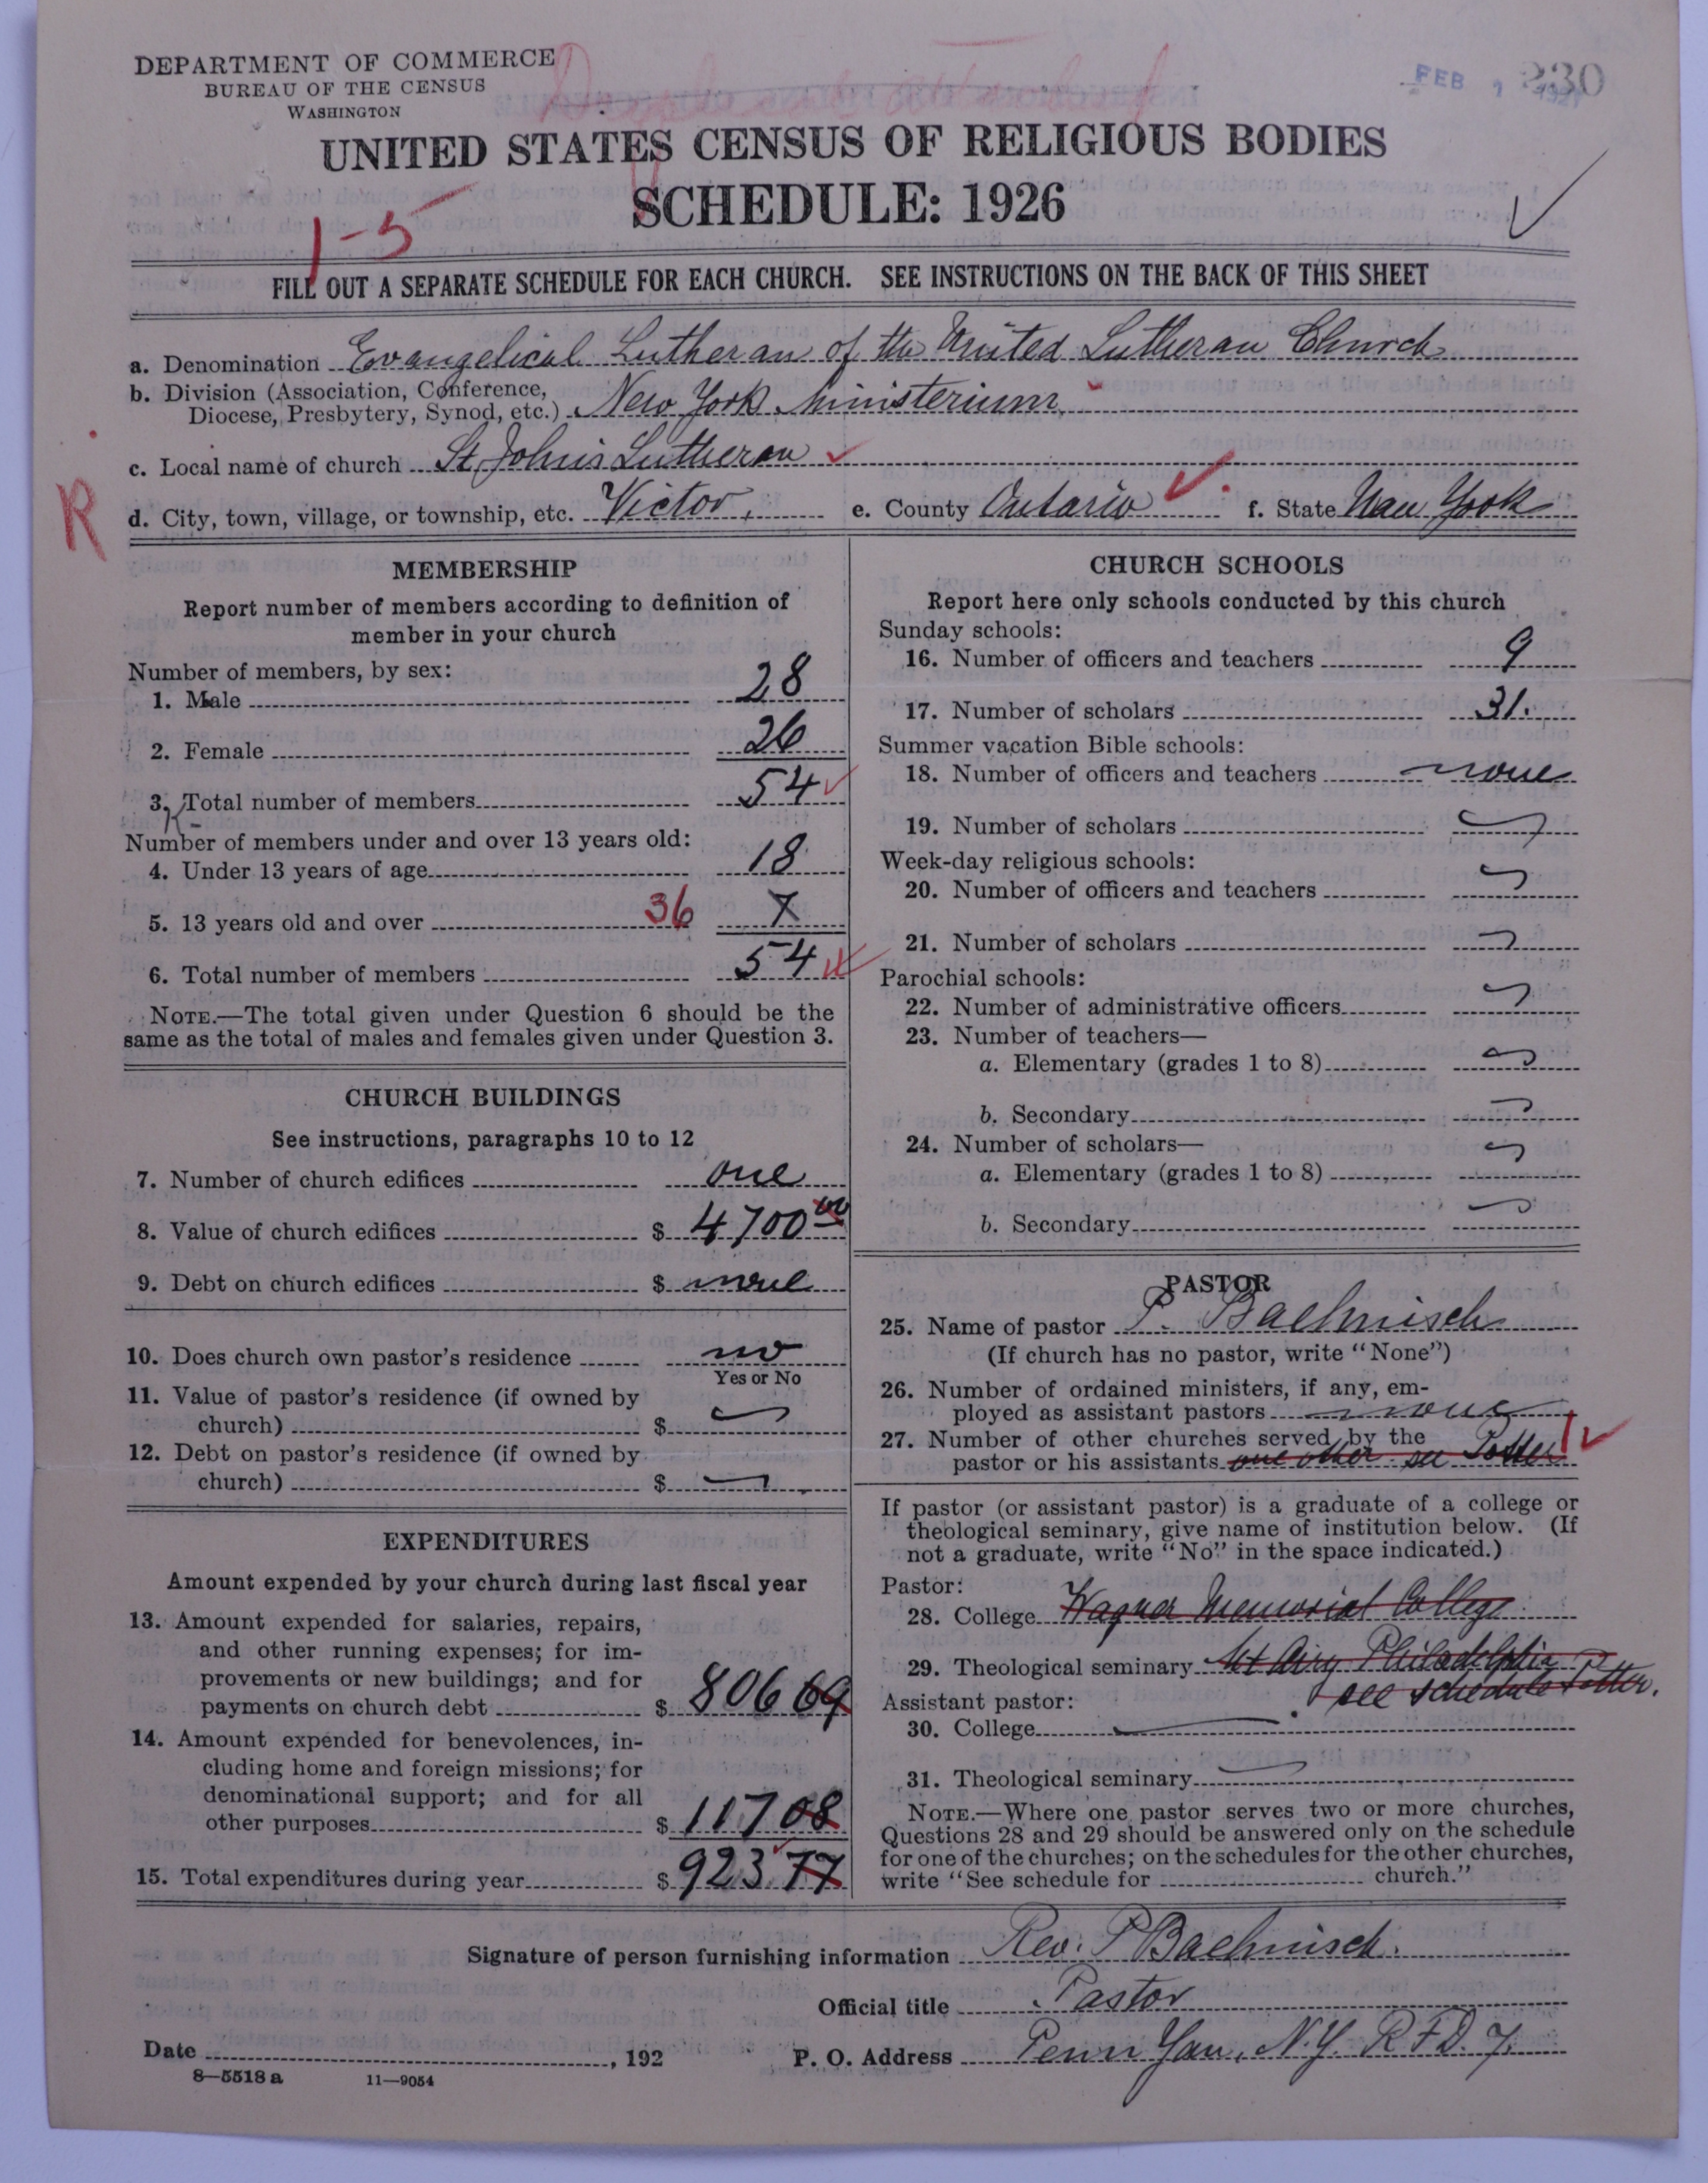 DEPARTMENT OF COMMERCE
BUREAU OF THE CENSUS
WASHINGTON
FEB 1 1927
230
UNITED STATES CENSUS OF RELIGIOUS BODIES
SCHEDULE: 1926
1-5
FILL OUT A SEPARATE SCHEDULE FOR EACH CHURCH. SEE INSTRUCTIONS ON THE BACK OF THIS SHEET
a. Denomination Evangelical Lutheran of the United Lutheran Church
b. Division (Association, Conference,
Diocese, Presbytery, Synod, etc.) New York Ministerium
c. Local name of church St. John's Lutheran
R
d. City, town, village, or township, etc. Victor, e. County Ontario f. State New York
MEMBERSHIP
Report number of members according to definition of
member in your church
Number of members, by sex:
1. Male 28
2. Female 26
3. Total number of members 54
Number of members under and over 13 years old:
4. Under 13 years of age 18
5. 13 years old and over 36 X
6. Total number of members 54
NOTE.—The total given under Question 6 should be the
same as the total of males and females given under Question 3.
CHURCH BUILDINGS
See instructions, paragraphs 10 to 12
7. Number of church edifices one
8. Value of church edifices $ 4700 00
9. Debt on church edifices $ none
10. Does church own pastor's residence no
Yes or No
11. Value of pastor's residence (if owned by
church) $
12. Debt on pastor's residence (if owned by
church) $
EXPENDITURES
Amount expended by your church during last fiscal year
13. Amount expended for salaries, repairs,
and other running expenses; for im-
provements or new buildings; and for
payments on church debt $ 806 69
14. Amount expended for benevolences, in-
cluding home and foreign missions; for
denominational support; and for all
other purposes $ 117 08
15. Total expenditures during year $ 923.77
CHURCH SCHOOLS
Report here only schools conducted by this church
Sunday schools:
16. Number of officers and teachers 9
17. Number of scholars 31.
Summer vacation Bible schools:
18. Number of officers and teachers none
19. Number of scholars
Week-day religious schools:
20. Number of officers and teachers
21. Number of scholars
Parochial schools:
22. Number of administrative officers
23. Number of teachers—
a. Elementary (grades 1 to 8)
b. Secondary
24. Number of scholars—
a. Elementary (grades 1 to 8)
b. Secondary
PASTOR
25. Name of pastor P. Baehnisch
(If church has no pastor, write "None")
26. Number of ordained ministers, if any, em-
ployed as assistant pastors none
27. Number of other churches served by the 1
pastor or his assistants one other see Potter
If pastor (or assistant pastor) is a graduate of a college or
theological seminary, give name of institution below. (If
not a graduate, write "No" in the space indicated.)
Pastor:
28. College Wagner Memorial College
29. Theological seminary Mt Airy Philadelphia
see schedule Potter.
Assistant pastor:
30. College
31. Theological seminary
NOTE.—Where one pastor serves two or more churches,
Questions 28 and 29 should be answered only on the schedule
for one of the churches; on the schedules for the other churches,
write "See schedule for church."
Signature of person furnishing information Rev. P Baehnisch.
Official title Pastor
Date , 192 P. O. Address Penn Yan, N.Y. R F D. 7.
8—5518 a 11—9054